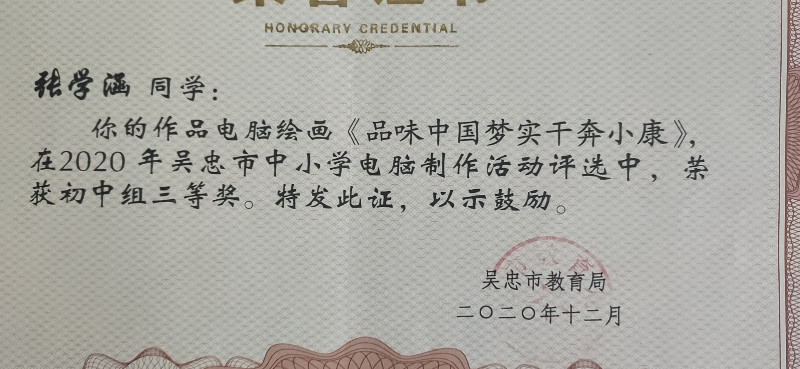 HONORARY CREDENTIAL
张学涵 同学：
你的作品电脑绘画《品味中国梦实干奔小康》，
在2020 年吴忠市中小学电脑制作活动评选中，荣
获初中组三等奖。特发此证，以示鼓励。
吴忠市教育局
二〇二〇年十二月